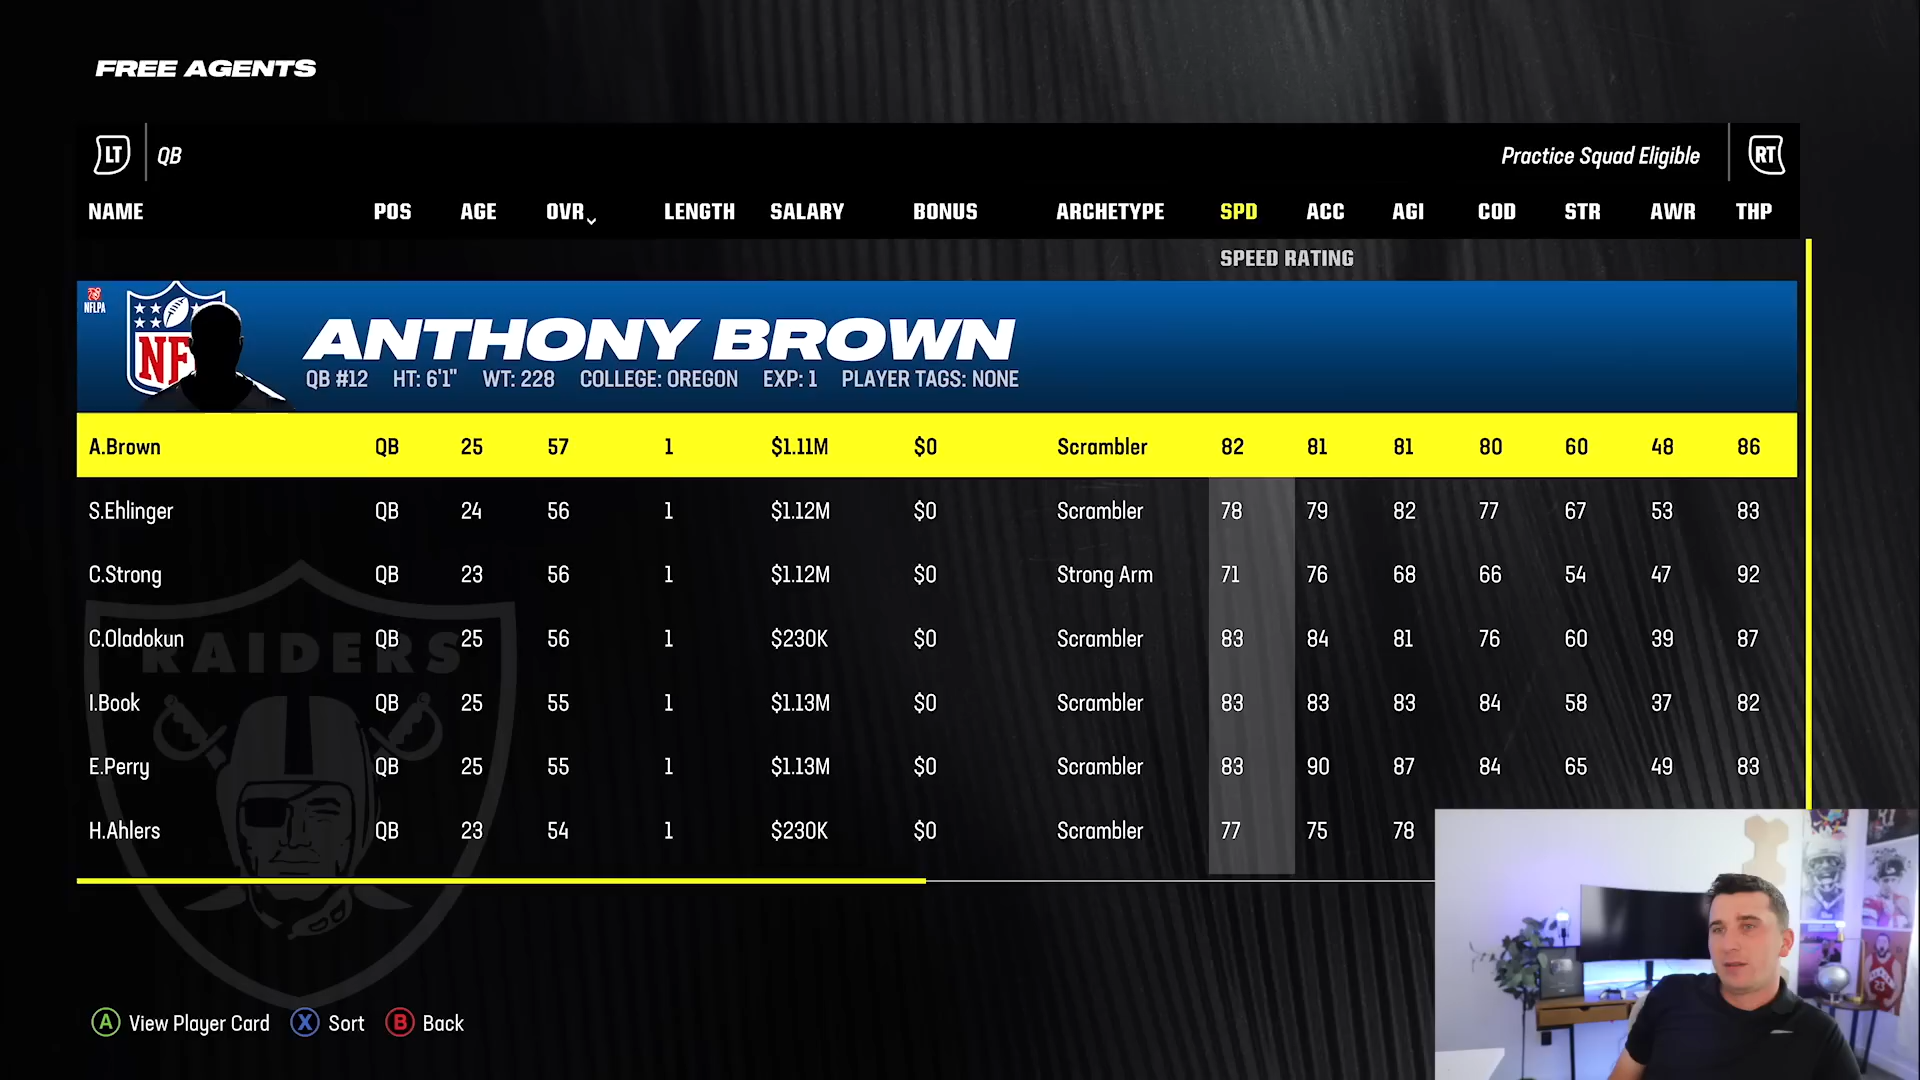 FREE AGENTS
LT QB Practice Squad Eligible RT
NAME POS AGE OVR LENGTH SALARY BONUS ARCHETYPE SPD ACC AGI COD STR AWR THP
SPEED RATING
NFLPA
ANTHONY BROWN
QB #12 HT: 6'1" WT: 228 COLLEGE: OREGON EXP: 1 PLAYER TAGS: NONE
A.Brown QB 25 57 1 $1.11M $0 Scrambler 82 81 81 80 60 48 86
S.Ehlinger QB 24 56 1 $1.12M $0 Scrambler 78 79 82 77 67 53 83
C.Strong QB 23 56 1 $1.12M $0 Strong Arm 71 76 68 66 54 47 92
C.Oladokun QB 25 56 1 $230K $0 Scrambler 83 84 81 76 60 39 87
RAIDERS
I.Book QB 25 55 1 $1.13M $0 Scrambler 83 83 83 84 58 37 82
E.Perry QB 25 55 1 $1.13M $0 Scrambler 83 90 87 84 65 49 83
H.Ahlers QB 23 54 1 $230K $0 Scrambler 77 75 78
A View Player Card X Sort B Back